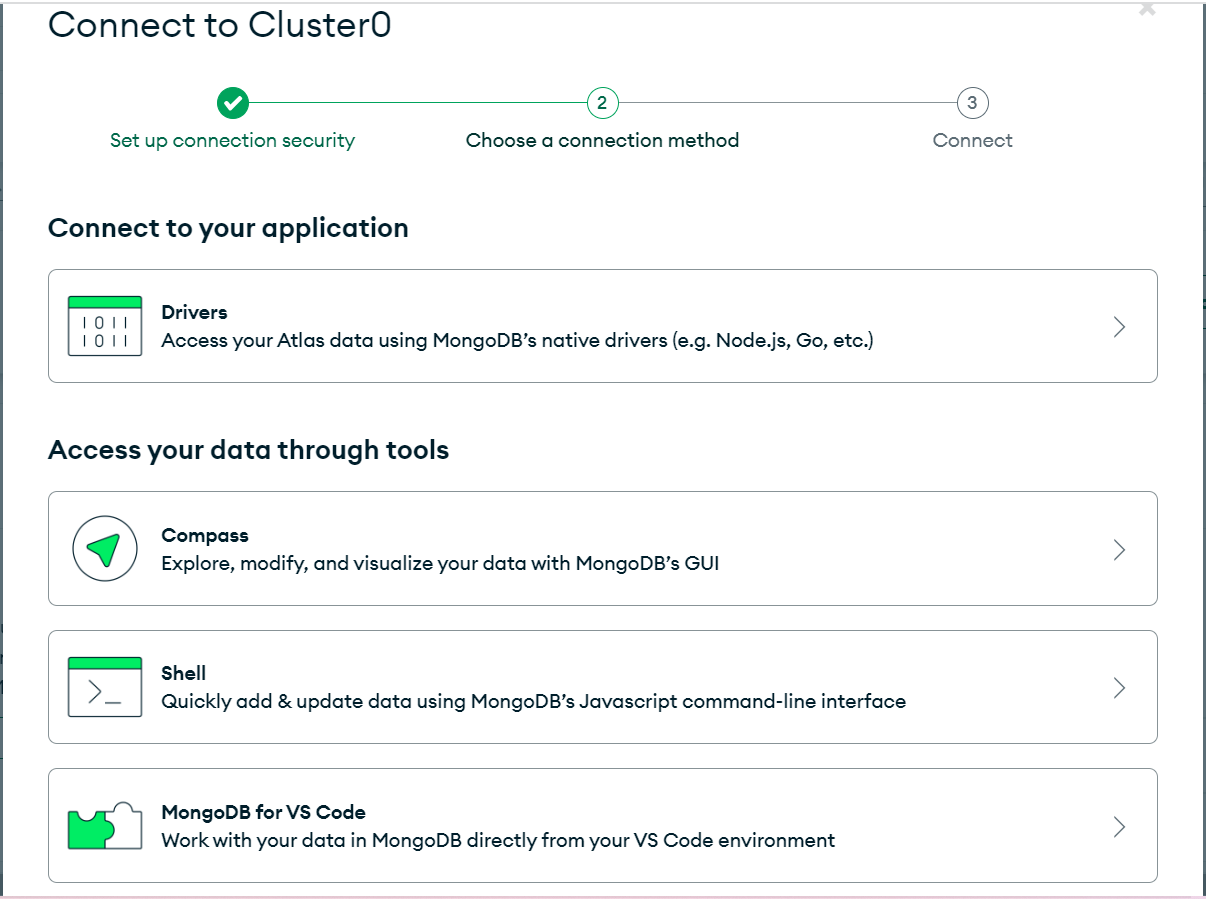 Connect to Cluster0
2
3
Set up connection security
Choose a connection method
Connect
Connect to your application
Drivers
Access your Atlas data using MongoDB's native drivers (e.g. Node.js, Go, etc.)
Access your data through tools
Compass
Explore, modify, and visualize your data with MongoDB's GUI
Shell
Quickly add & update data using MongoDB's Javascript command-line interface
MongoDB for VS Code
Work with your data in MongoDB directly from your VS Code environment